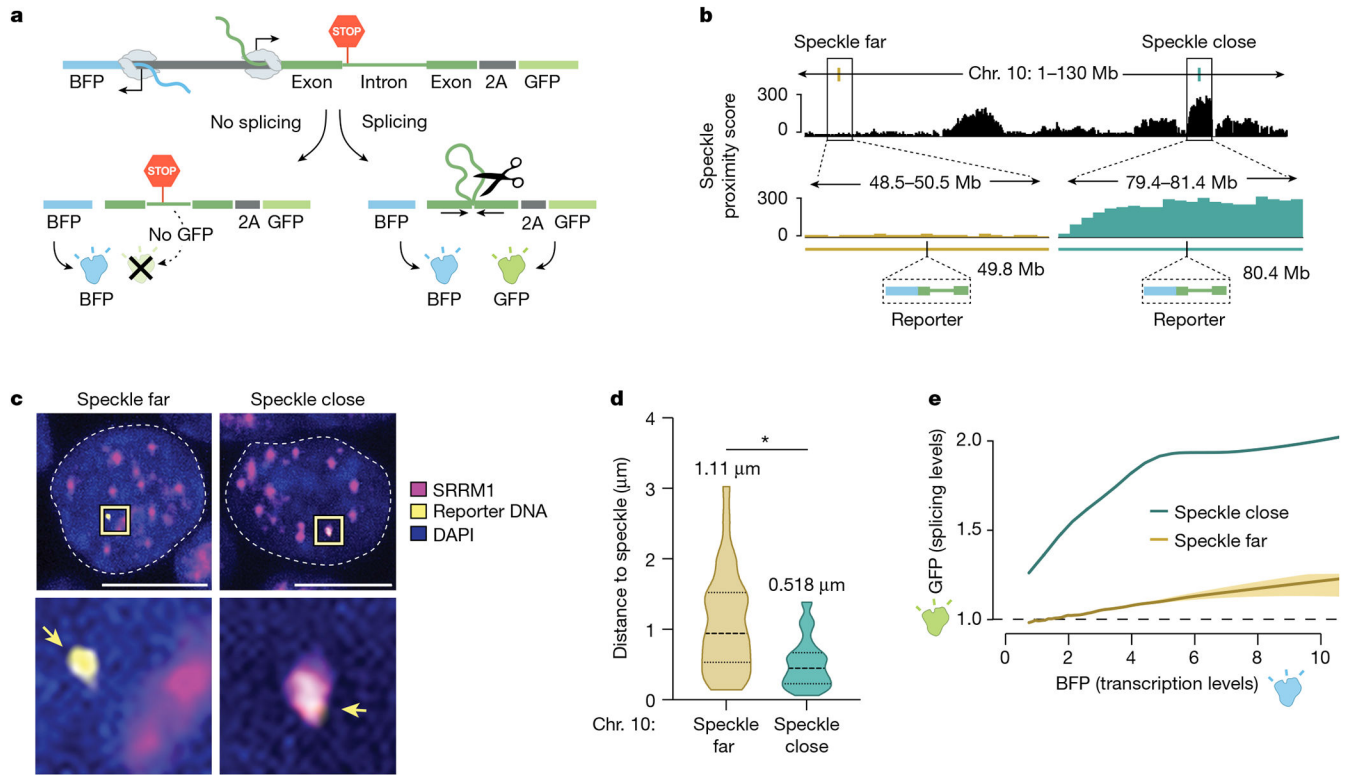 a
STOP
BFP
Exon
Intron
Exon
2A
GFP
No splicing
Splicing
STOP
BFP
No GFP
2A
GFP
BFP
2A
GFP
BFP
BFP
GFP
b
Speckle far
Speckle close
Chr. 10: 1–130 Mb
Speckle
proximity score
300
0
48.5–50.5 Mb
79.4–81.4 Mb
300
0
49.8 Mb
80.4 Mb
Reporter
Reporter
c
Speckle far
Speckle close
SRRM1
Reporter DNA
DAPI
d
Distance to speckle (μm)
4
3
2
1
0
*
1.11 μm
0.518 μm
Chr. 10:
Speckle
far
Speckle
close
e
GFP (splicing levels)
2.0
1.5
1.0
Speckle close
Speckle far
0
2
4
6
8
10
BFP (transcription levels)